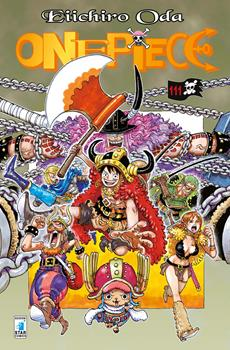 Eiichiro Oda
ONE PIECE
111
STAR
COMICS